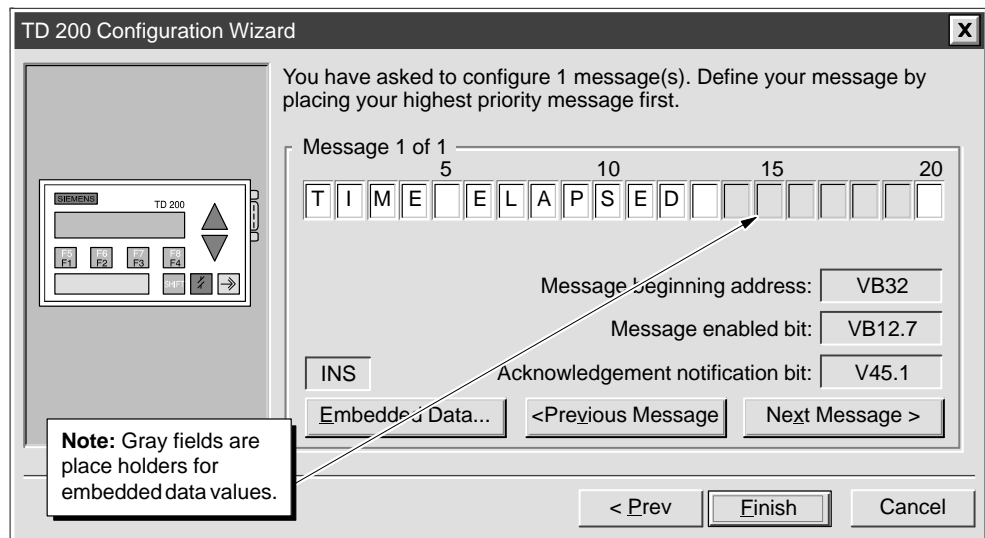 TD 200 Configuration Wizard
X
You have asked to configure 1 message(s). Define your message by
placing your highest priority message first.
Message 1 of 1
5 10 15 20
T I M E E L A P S E D
SIEMENS
TD 200
F5 F6 F7 F8
F1 F2 F3 F4
SHIFT
Message beginning address: VB32
Message enabled bit: VB12.7
INS Acknowledgement notification bit: V45.1
Embedded Data... <Previous Message Next Message >
Note: Gray fields are
place holders for
embedded data values.
< Prev Finish Cancel